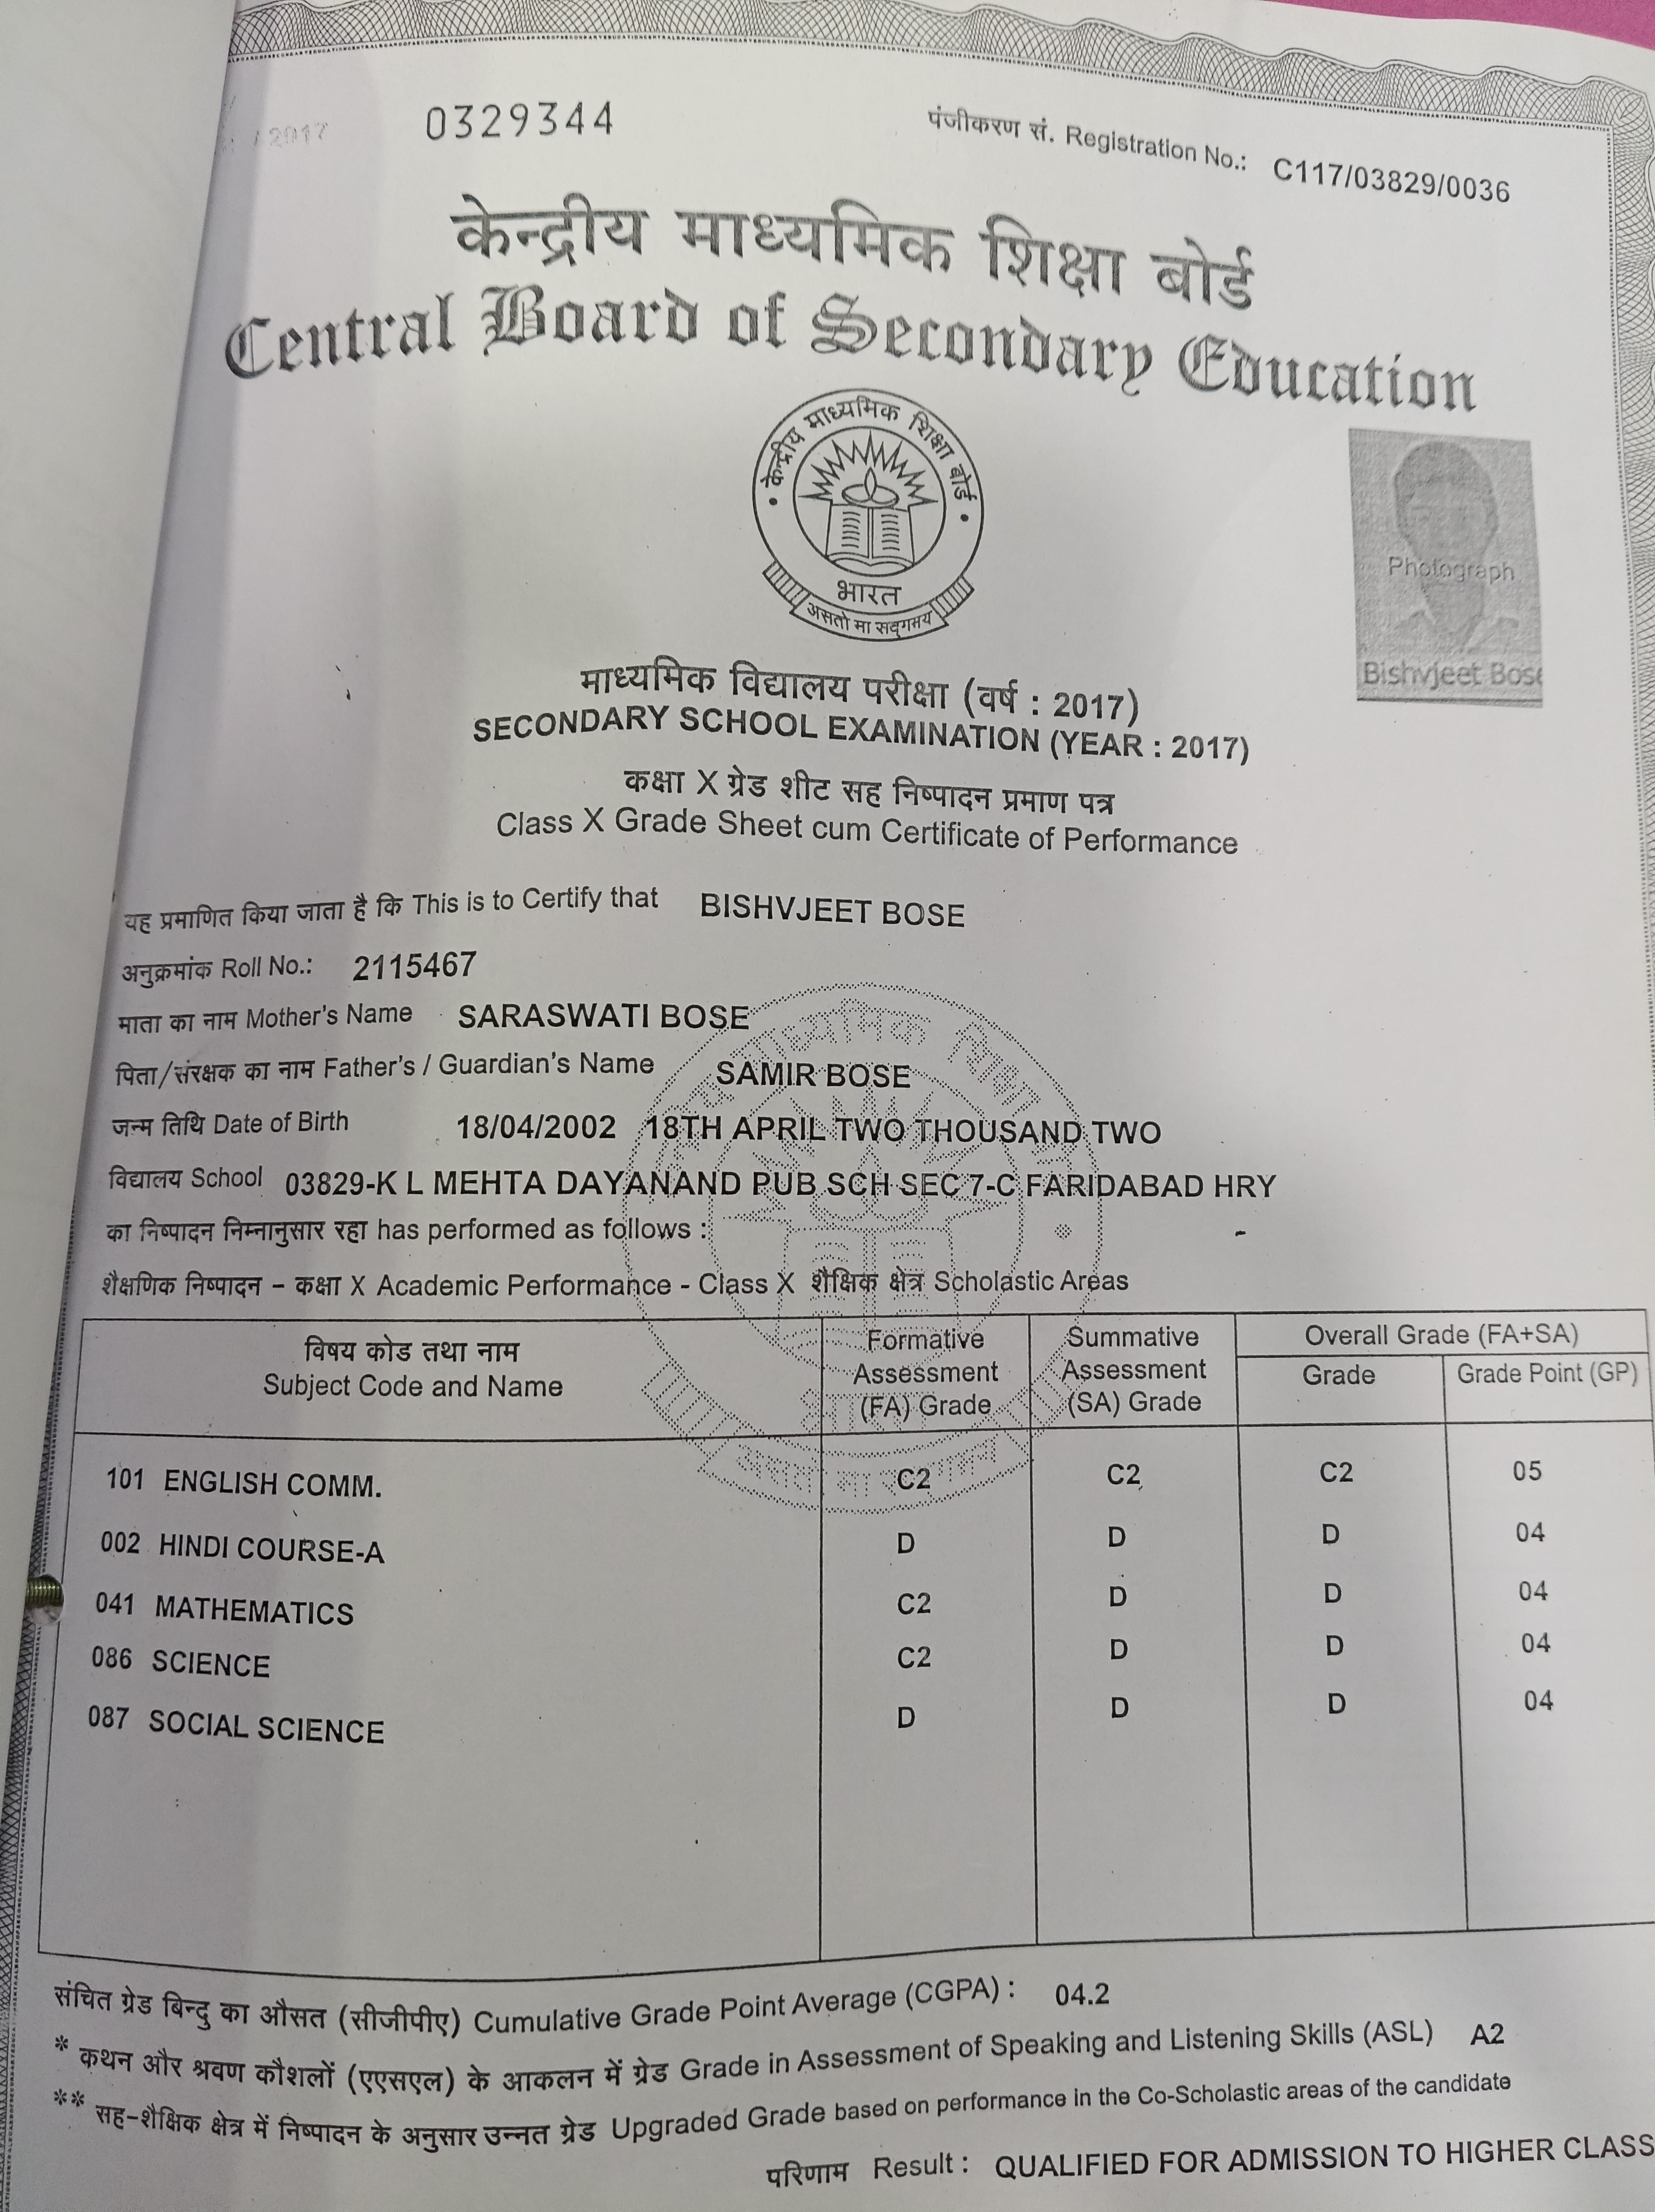 /2017
0329344
पंजीकरण सं. Registration No.: C117/03829/0036
केन्द्रीय माध्यमिक शिक्षा बोर्ड
Central Board of Secondary Education
केन्द्रीय माध्यमिक शिक्षा बोर्ड
भारत
असतो मा सद्गमय
Photograph
Bishvjeet Bose
माध्यमिक विद्यालय परीक्षा (वर्ष : 2017)
SECONDARY SCHOOL EXAMINATION (YEAR : 2017)
कक्षा X ग्रेड शीट सह निष्पादन प्रमाण पत्र
Class X Grade Sheet cum Certificate of Performance
यह प्रमाणित किया जाता है कि This is to Certify that BISHVJEET BOSE
अनुक्रमांक Roll No.: 2115467
माता का नाम Mother's Name SARASWATI BOSE
पिता/संरक्षक का नाम Father's / Guardian's Name SAMIR BOSE
जन्म तिथि Date of Birth 18/04/2002 18TH APRIL TWO THOUSAND TWO
विद्यालय School 03829-K L MEHTA DAYANAND PUB SCH SEC 7-C FARIDABAD HRY
का निष्पादन निम्नानुसार रहा has performed as follows :
शैक्षणिक निष्पादन – कक्षा X Academic Performance - Class X शैक्षिक क्षेत्र Scholastic Areas
विषय कोड तथा नाम
Subject Code and Name
Formative
Assessment
(FA) Grade
Summative
Assessment
(SA) Grade
Overall Grade (FA+SA)
Grade Grade Point (GP)
101 ENGLISH COMM. C2 C2 C2 05
002 HINDI COURSE-A D D D 04
041 MATHEMATICS C2 D D 04
086 SCIENCE C2 D D 04
087 SOCIAL SCIENCE D D D 04
संचित ग्रेड बिन्दु का औसत (सीजीपीए) Cumulative Grade Point Average (CGPA) : 04.2
* कथन और श्रवण कौशलों (एएसएल) के आकलन में ग्रेड Grade in Assessment of Speaking and Listening Skills (ASL) A2
** सह-शैक्षिक क्षेत्र में निष्पादन के अनुसार उन्नत ग्रेड Upgraded Grade based on performance in the Co-Scholastic areas of the candidate
परिणाम Result : QUALIFIED FOR ADMISSION TO HIGHER CLASS